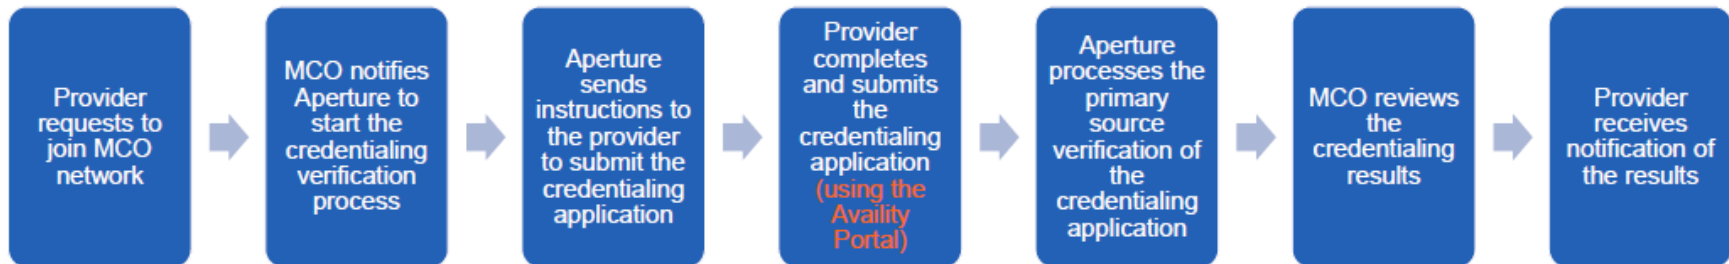 Provider
requests to
join MCO
network
MCO notifies
Aperture to
start the
credentialing
verification
process
Aperture
sends
instructions to
the provider
to submit the
credentialing
application
Provider
completes
and submits
the
credentialing
application
(using the
Availity
Portal)
Aperture
processes the
primary
source
verification of
the
credentialing
application
MCO reviews
the
credentialing
results
Provider
receives
notification of
the results